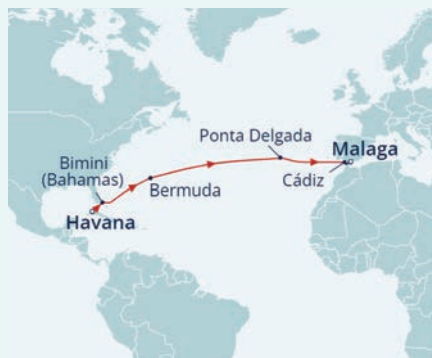 Ponta Delgada
Malaga
Bimini
(Bahamas)
Cádiz
Bermuda
Havana